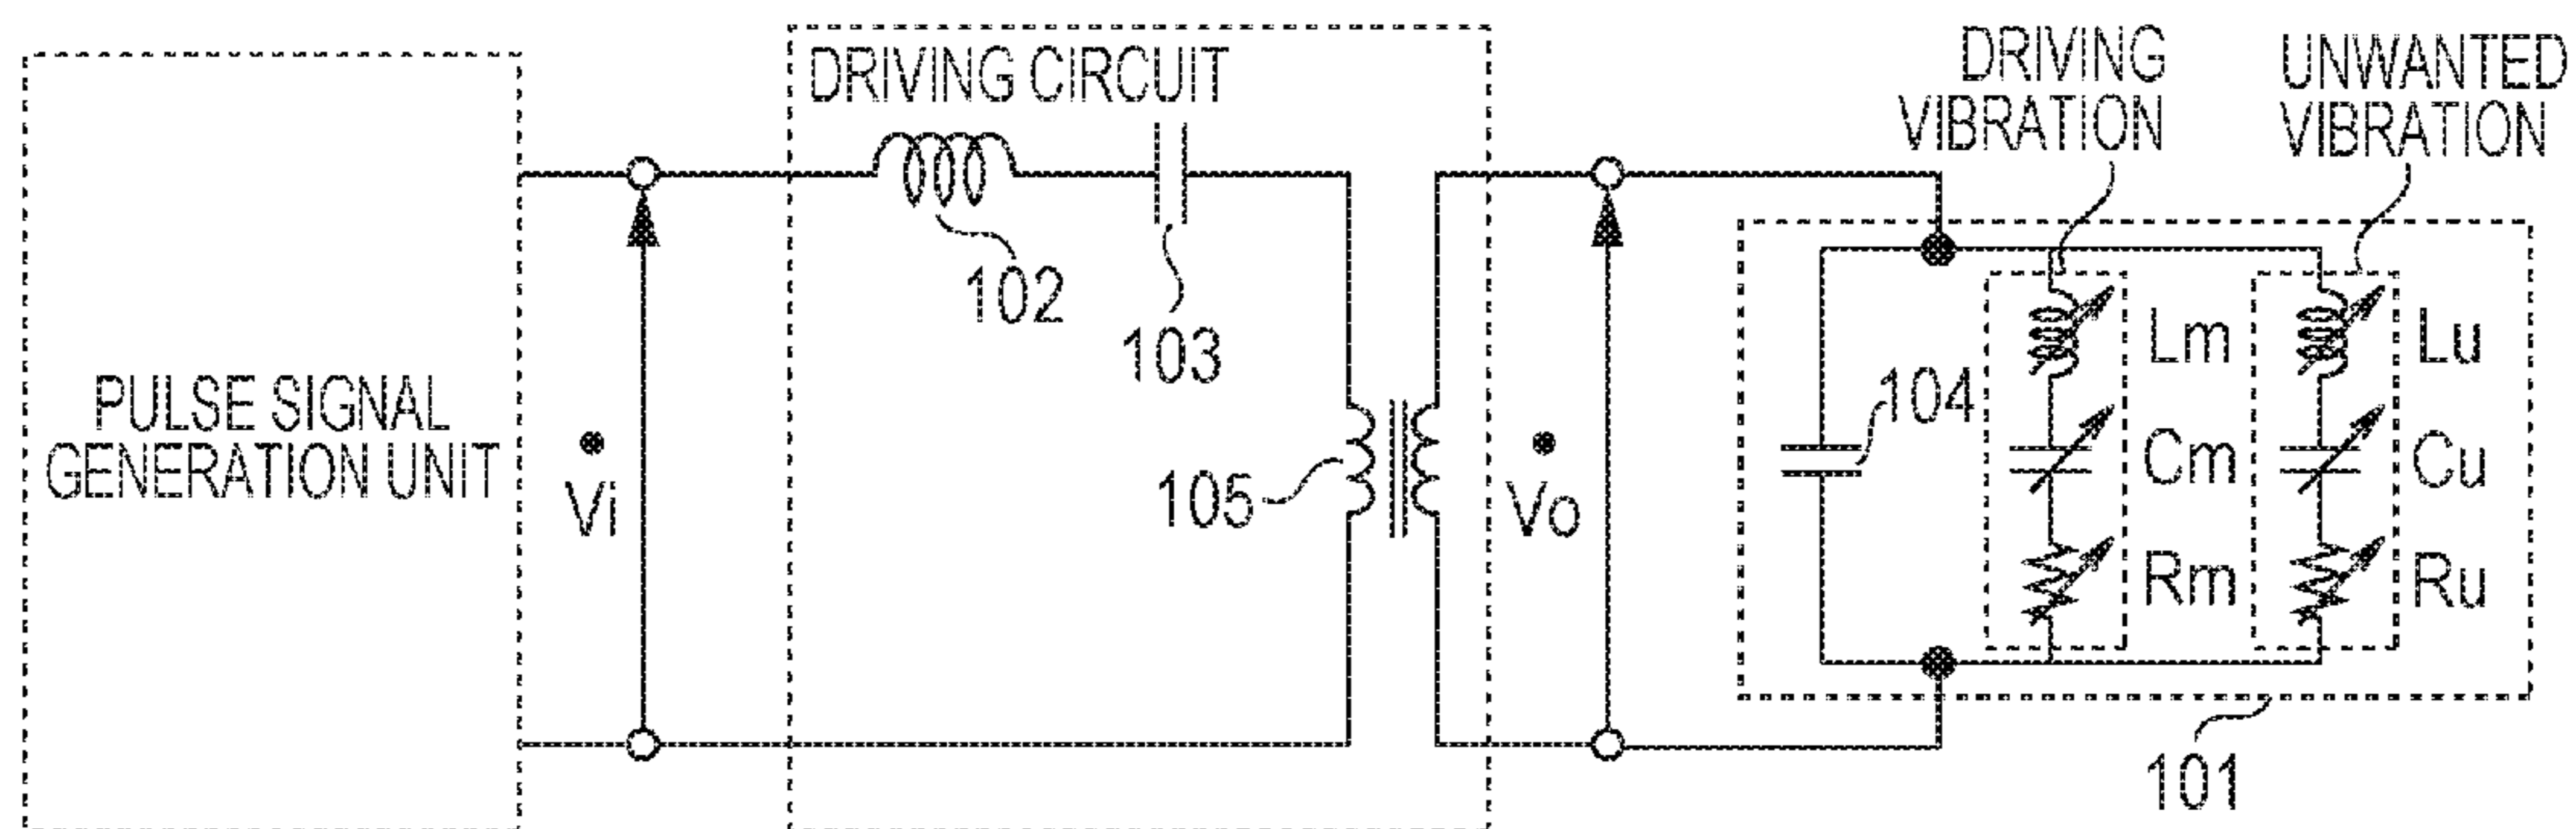 PULSE SIGNAL
GENERATION UNIT
Vi
DRIVING CIRCUIT
102
103
105
Vo
DRIVING
VIBRATION
UNWANTED
VIBRATION
104
Lm
Cm
Rm
Lu
Cu
Ru
101